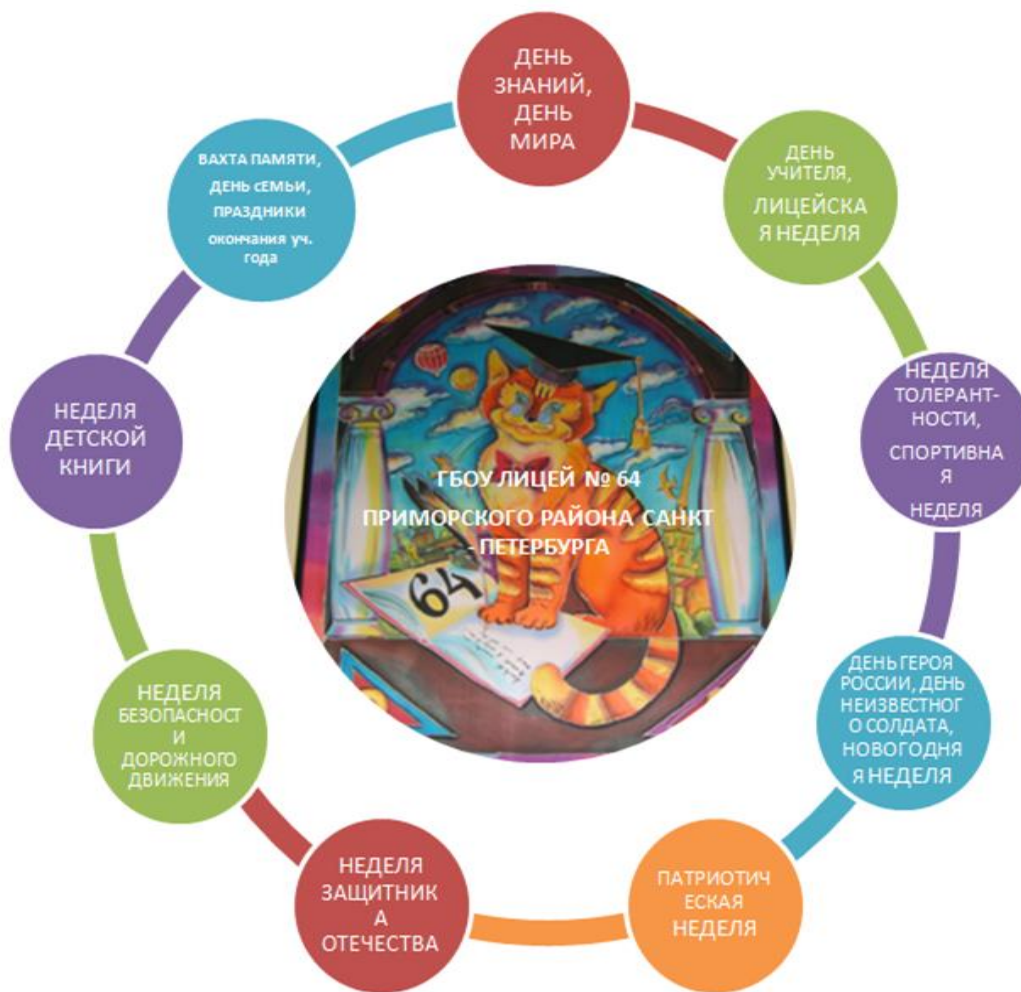 ДЕНЬ
ЗНАНИЙ,
ДЕНЬ
МИРА
ДЕНЬ
УЧИТЕЛЯ,
ЛИЦЕЙСКА
Я НЕДЕЛЯ
НЕДЕЛЯ
ТОЛЕРАНТ-
НОСТИ,
СПОРТИВНА
Я
НЕДЕЛЯ
ДЕНЬ ГЕРОЯ
РОССИИ, ДЕНЬ
НЕИЗВЕСТНОГ
О СОЛДАТА,
НОВОГОДНЯ
Я НЕДЕЛЯ
ПАТРИОТИЧ
ЕСКАЯ
НЕДЕЛЯ
НЕДЕЛЯ
ЗАЩИТНИК
А
ОТЕЧЕСТВА
НЕДЕЛЯ
БЕЗОПАСНОСТ
И
ДОРОЖНОГО
ДВИЖЕНИЯ
НЕДЕЛЯ
ДЕТСКОЙ
КНИГИ
ВАХТА ПАМЯТИ,
ДЕНЬ сЕМЬИ,
ПРАЗДНИКИ
окончания уч.
года
ГБОУ ЛИЦЕЙ № 64
ПРИМОРСКОГО РАЙОНА САНКТ
- ПЕТЕРБУРГА
64